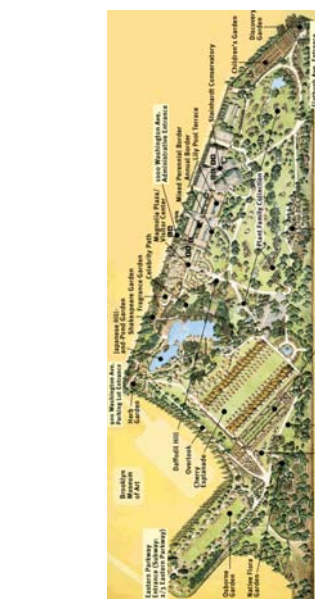 Eastern Parkway
Entrance (Subway:
2/3 Eastern Parkway)
Osborne
Garden
Native Flora
Garden
Brooklyn
Museum
of Art
Overlook
Cherry
Esplanade
Daffodil Hill
900 Washington Ave.
Parking Lot Entrance
Herb
Garden
Japanese Hill-
and-Pond Garden
Shakespeare Garden
Fragrance Garden
Celebrity Path
Magnolia Plaza/
Visitor Center
1000 Washington Ave.
Administrative Entrance
Mixed Perennial Border
Annual Border
Lily Pool Terrace
Plant Family Collection
Steinhardt Conservatory
Children's Garden
Discovery
Garden